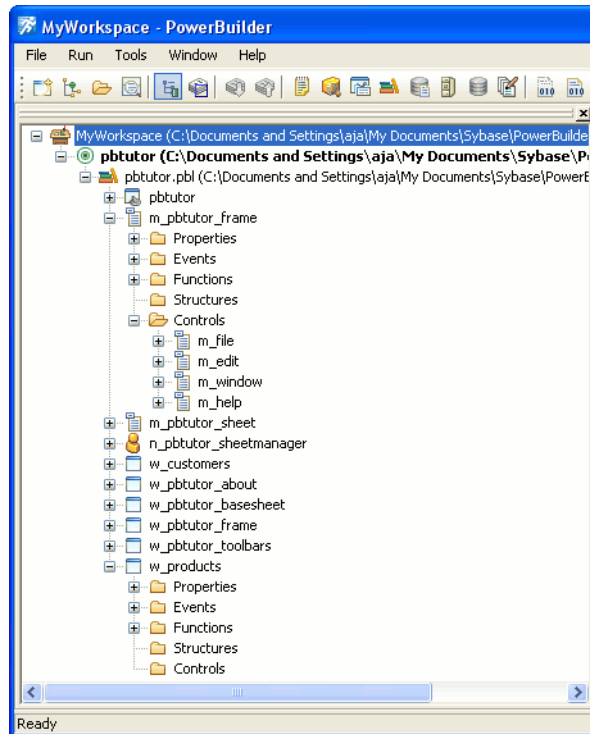 MyWorkspace - PowerBuilder
File Run Tools Window Help
MyWorkspace (C:\Documents and Settings\aja\My Documents\Sybase\PowerBuilde
pbtutor (C:\Documents and Settings\aja\My Documents\Sybase\P
pbtutor.pbl (C:\Documents and Settings\aja\My Documents\Sybase\PowerB
pbtutor
m_pbtutor_frame
Properties
Events
Functions
Structures
Controls
m_file
m_edit
m_window
m_help
m_pbtutor_sheet
n_pbtutor_sheetmanager
w_customers
w_pbtutor_about
w_pbtutor_basesheet
w_pbtutor_frame
w_pbtutor_toolbars
w_products
Properties
Events
Functions
Structures
Controls
Ready